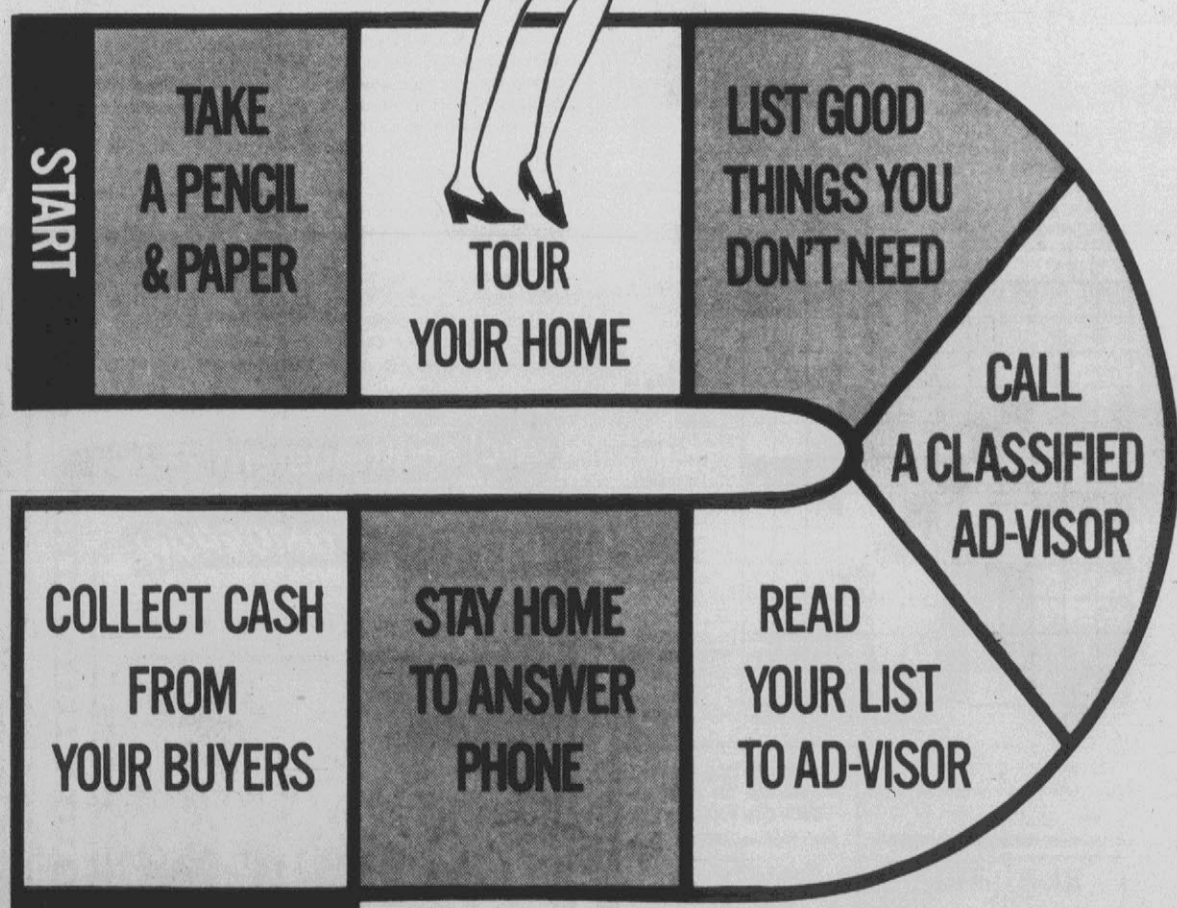 START
TAKE
A PENCIL
& PAPER
TOUR
YOUR HOME
LIST GOOD
THINGS YOU
DON'T NEED
CALL
A CLASSIFIED
AD-VISOR
READ
YOUR LIST
TO AD-VISOR
STAY HOME
TO ANSWER
PHONE
COLLECT CASH
FROM
YOUR BUYERS